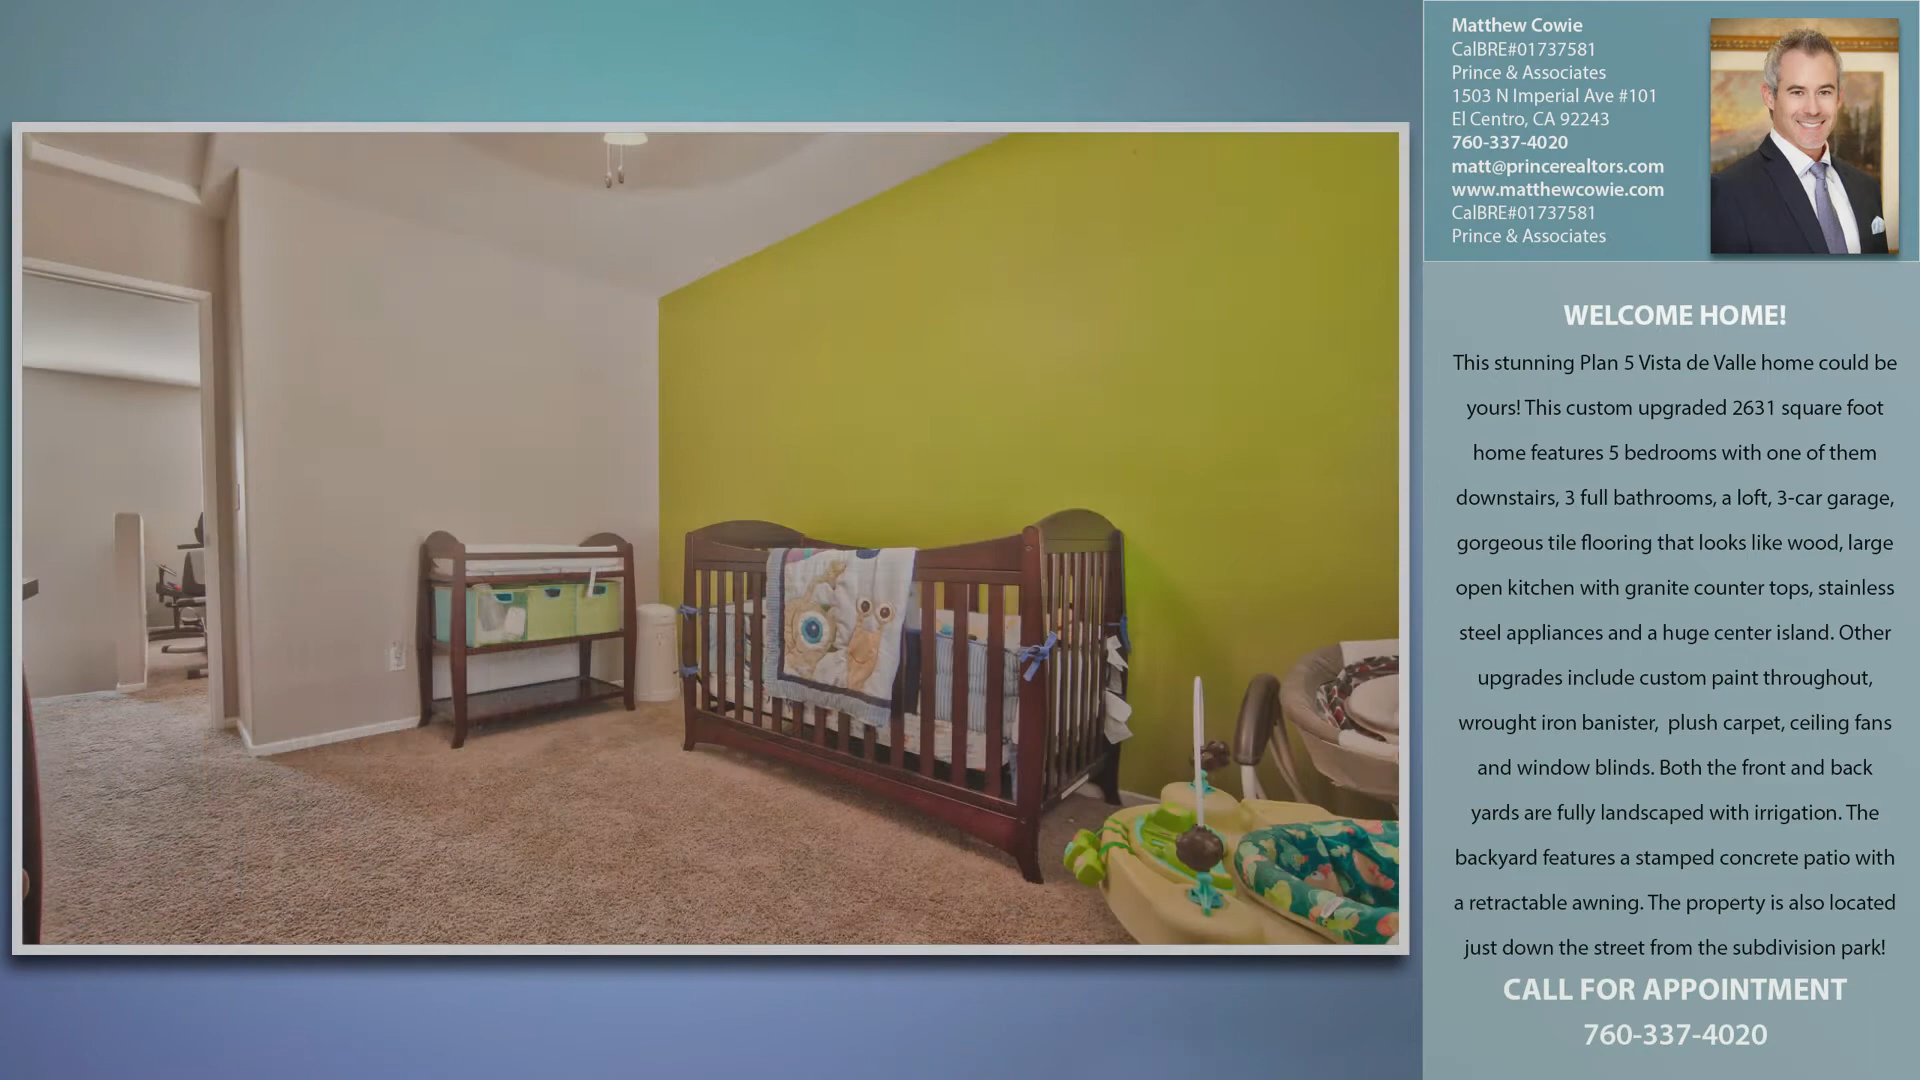 Matthew Cowie
CalBRE#01737581
Prince & Associates
1503 N Imperial Ave #101
El Centro, CA 92243
760-337-4020
matt@princerealtors.com
www.matthewcowie.com
CalBRE#01737581
Prince & Associates
WELCOME HOME!
This stunning Plan 5 Vista de Valle home could be
yours! This custom upgraded 2631 square foot
home features 5 bedrooms with one of them
downstairs, 3 full bathrooms, a loft, 3-car garage,
gorgeous tile flooring that looks like wood, large
open kitchen with granite counter tops, stainless
steel appliances and a huge center island. Other
upgrades include custom paint throughout,
wrought iron banister,  plush carpet, ceiling fans
and window blinds. Both the front and back
yards are fully landscaped with irrigation. The
backyard features a stamped concrete patio with
a retractable awning. The property is also located
just down the street from the subdivision park!
CALL FOR APPOINTMENT
760-337-4020